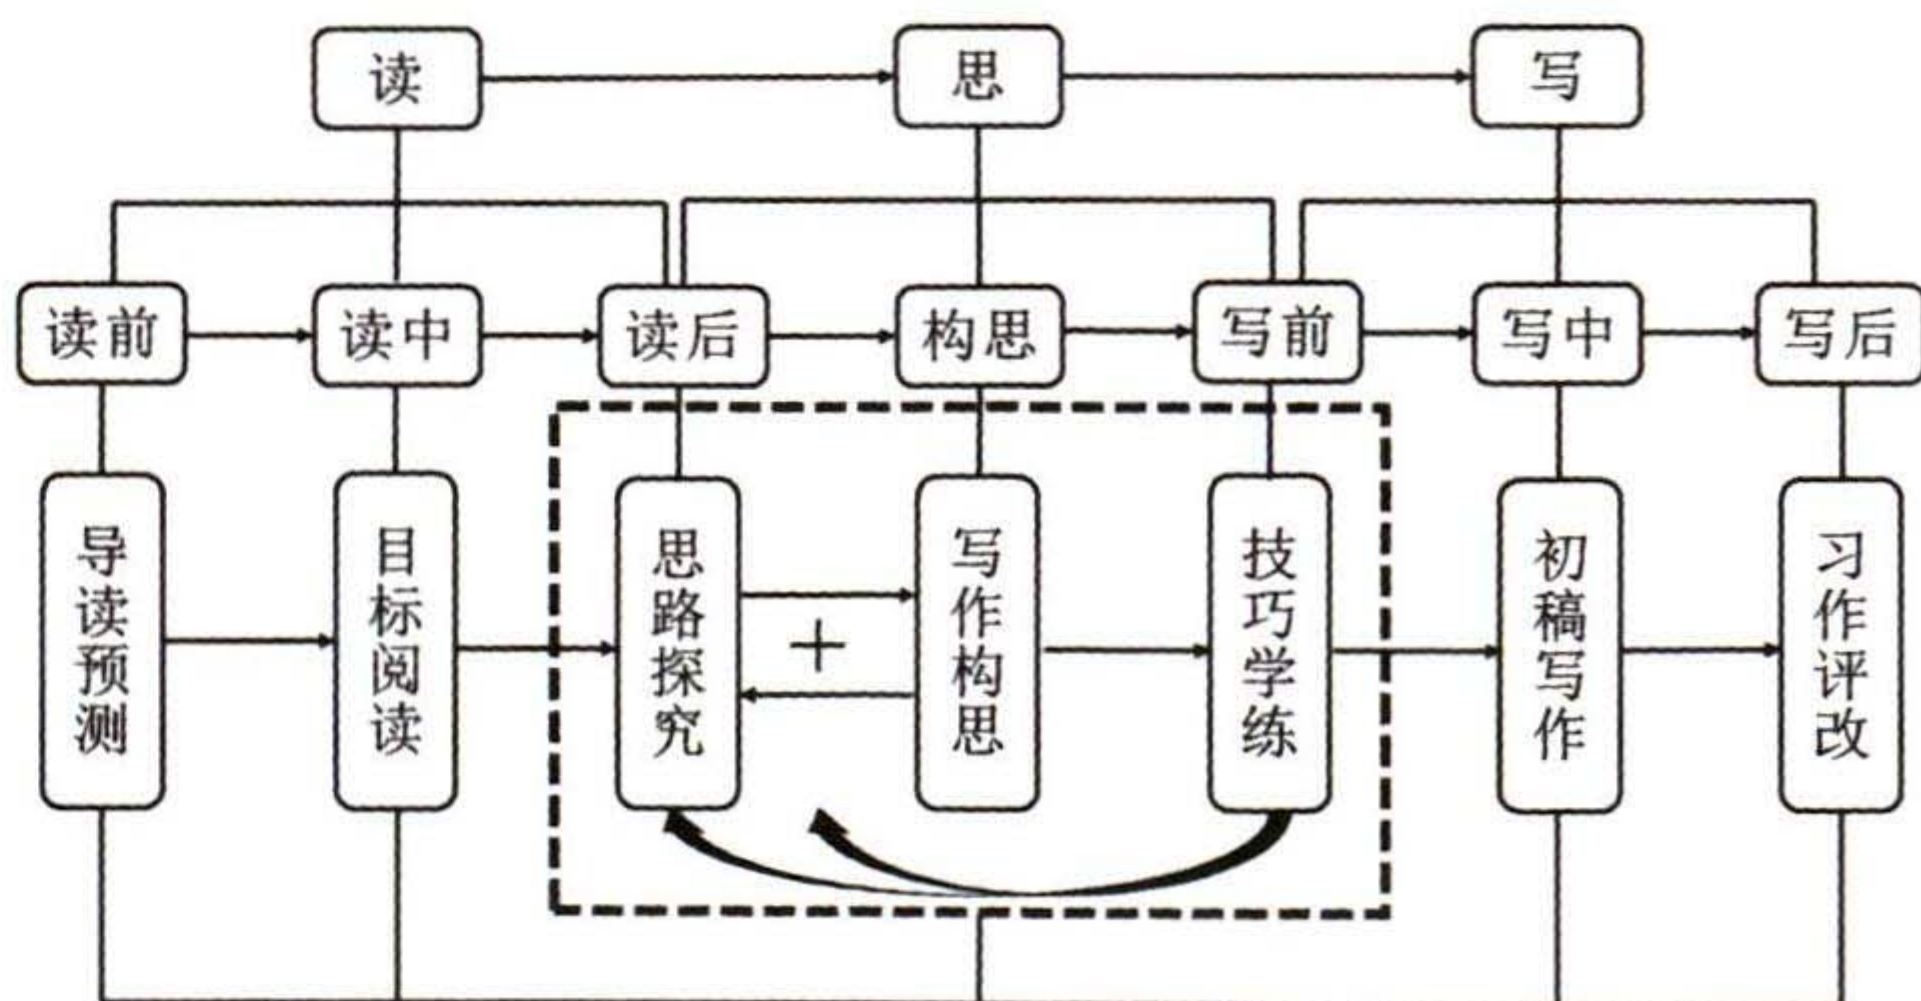 读
思
写
读前
读中
读后
构思
写前
写中
写后
导读预测
目标阅读
思路探究
+
写作构思
技巧学练
初稿写作
习作评改